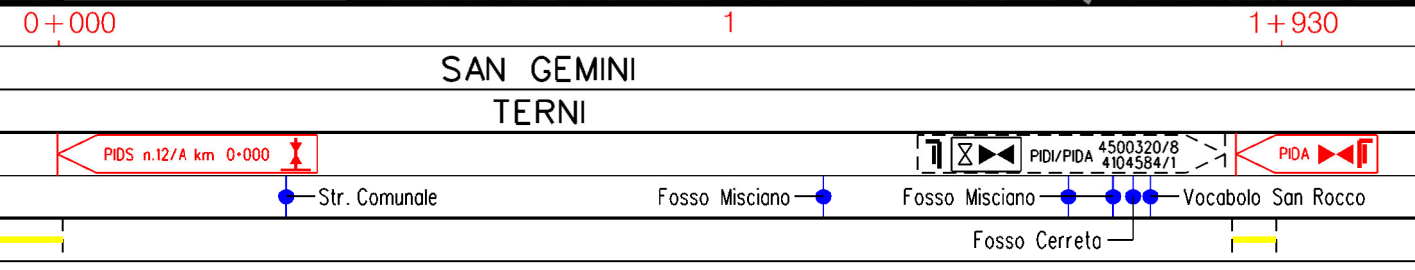 0+000 1 1+930
SAN GEMINI
TERNI
PIDS n.12/A km 0+000 PIDI/PIDA 4500320/8 4104584/1 PIDA
Str. Comunale Fosso Misciano Fosso Misciano Vocabolo San Rocco
Fosso Cerreta